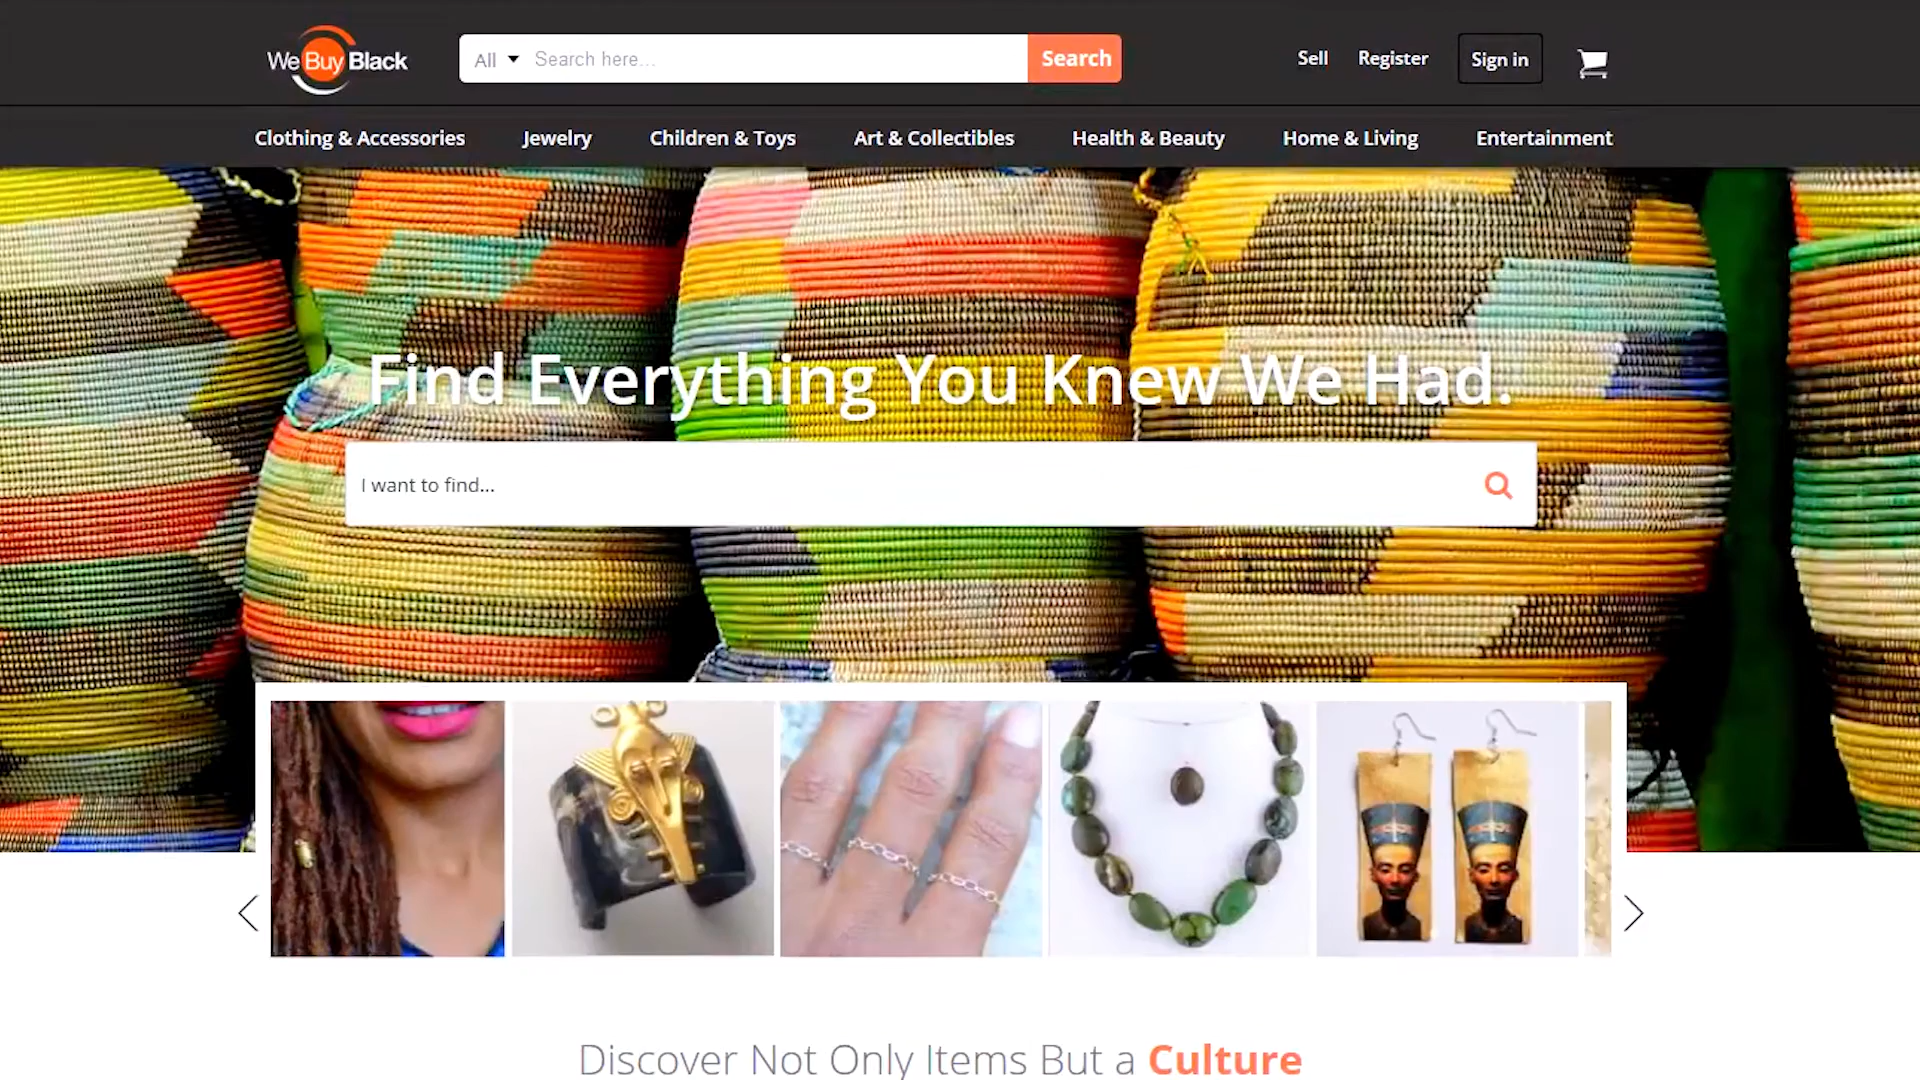 We Buy Black
All
Search here...
Search
Sell
Register
Sign in
Clothing & Accessories
Jewelry
Children & Toys
Art & Collectibles
Health & Beauty
Home & Living
Entertainment
Find Everything You Knew We Had.
I want to find...
Discover Not Only Items But a Culture